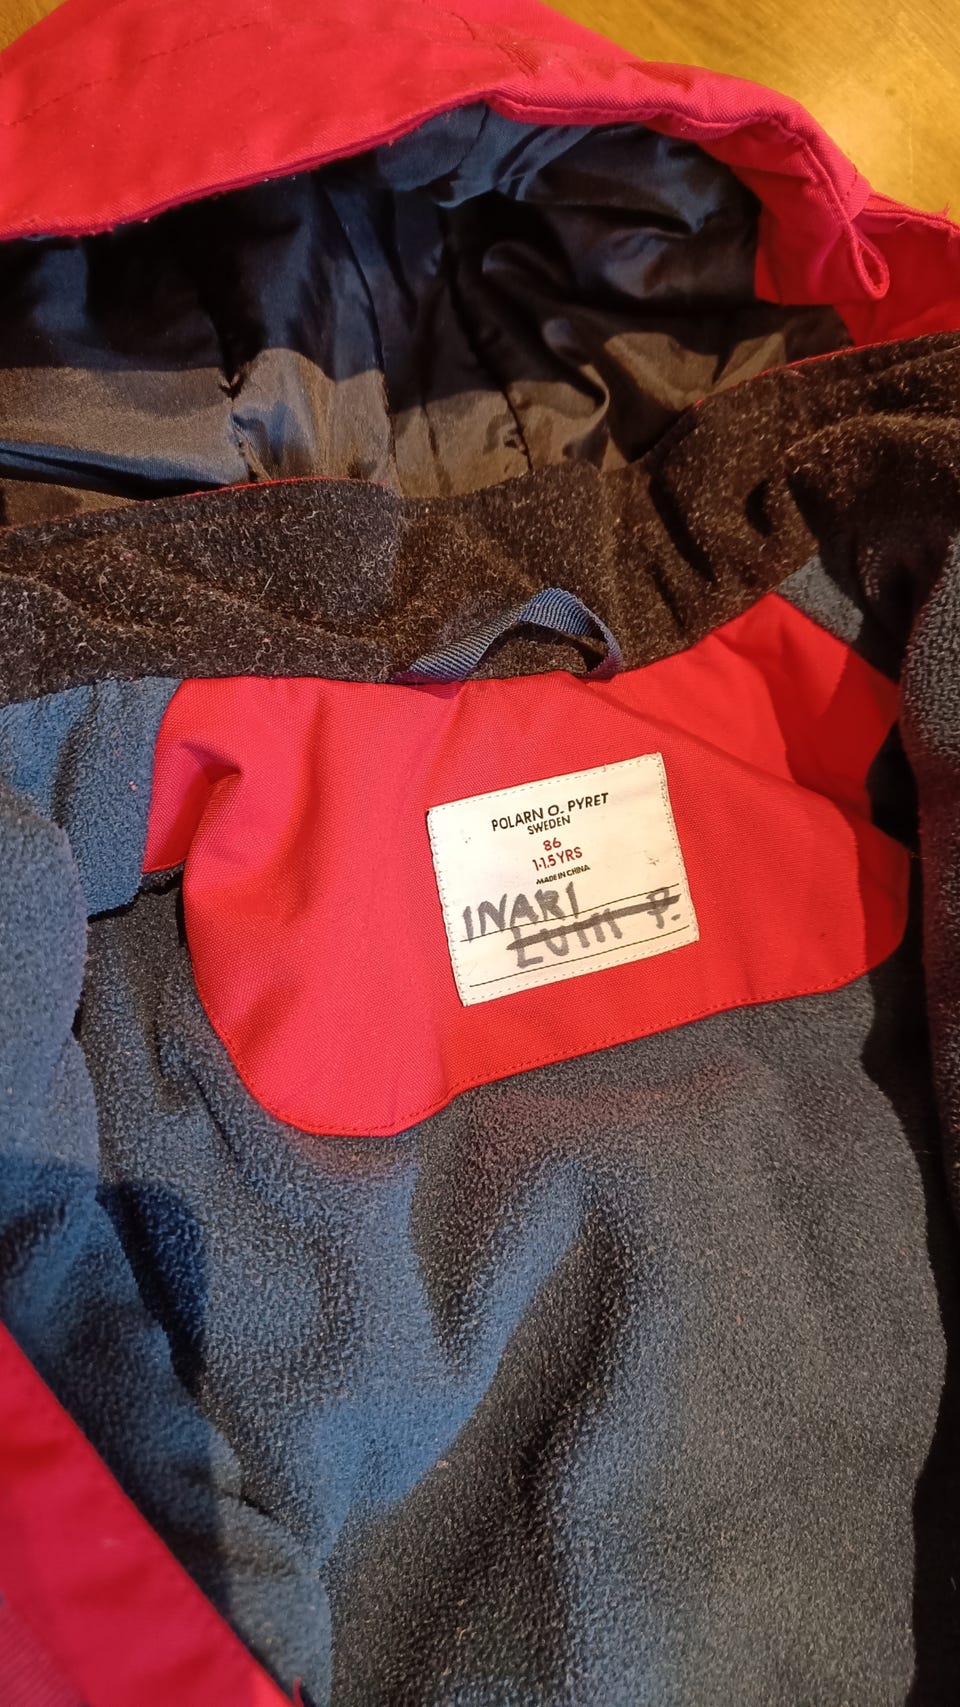 POLARN O. PYRET
SWEDEN
86
1-1.5 YRS
MADE IN CHINA
INARI
P.